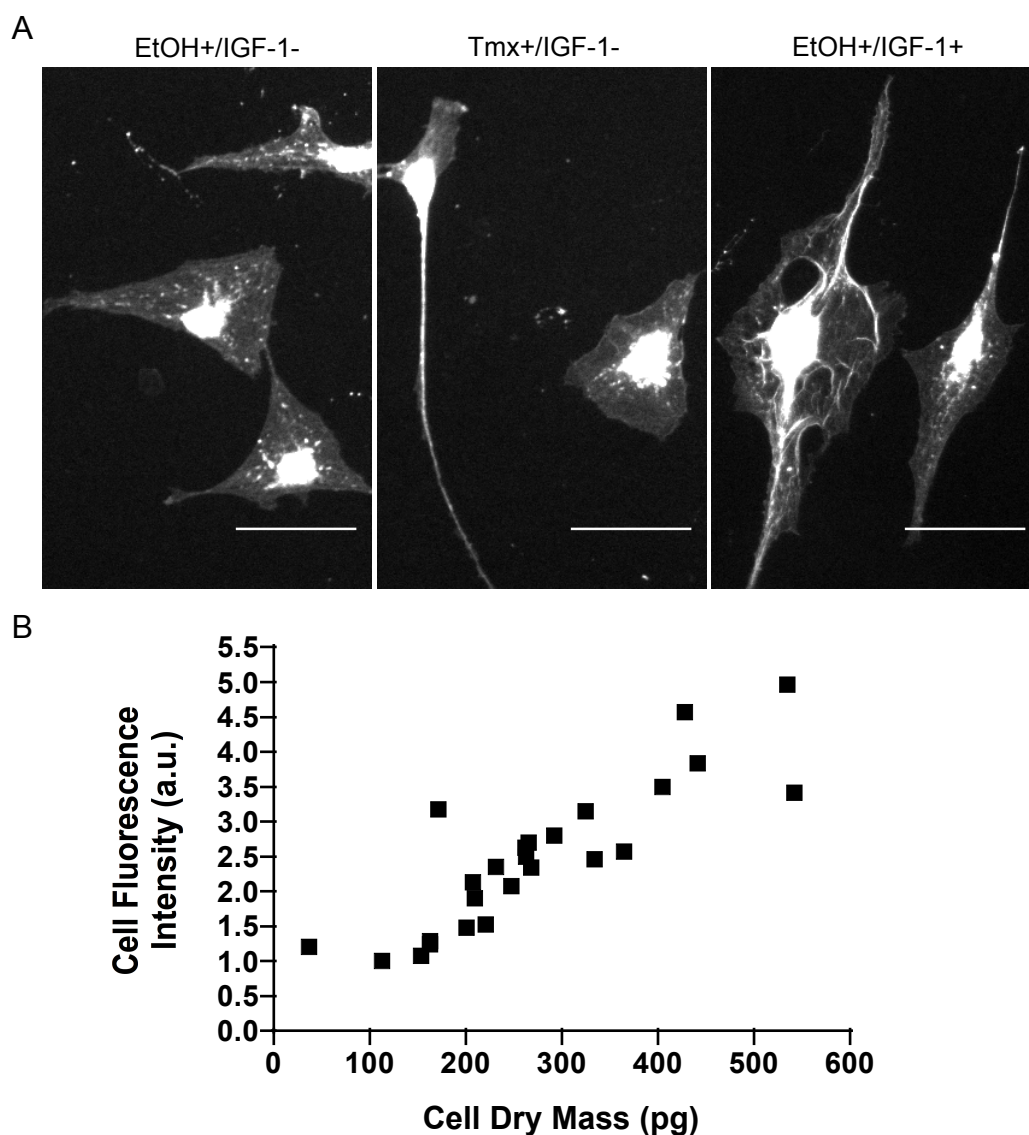 A
EtOH+/IGF-1-
Tmx+/IGF-1-
EtOH+/IGF-1+
B
5.5
5.0
4.5
4.0
3.5
3.0
2.5
2.0
1.5
1.0
0.5
0.0
Cell Fluorescence
Intensity (a.u.)
0 100 200 300 400 500 600
Cell Dry Mass (pg)